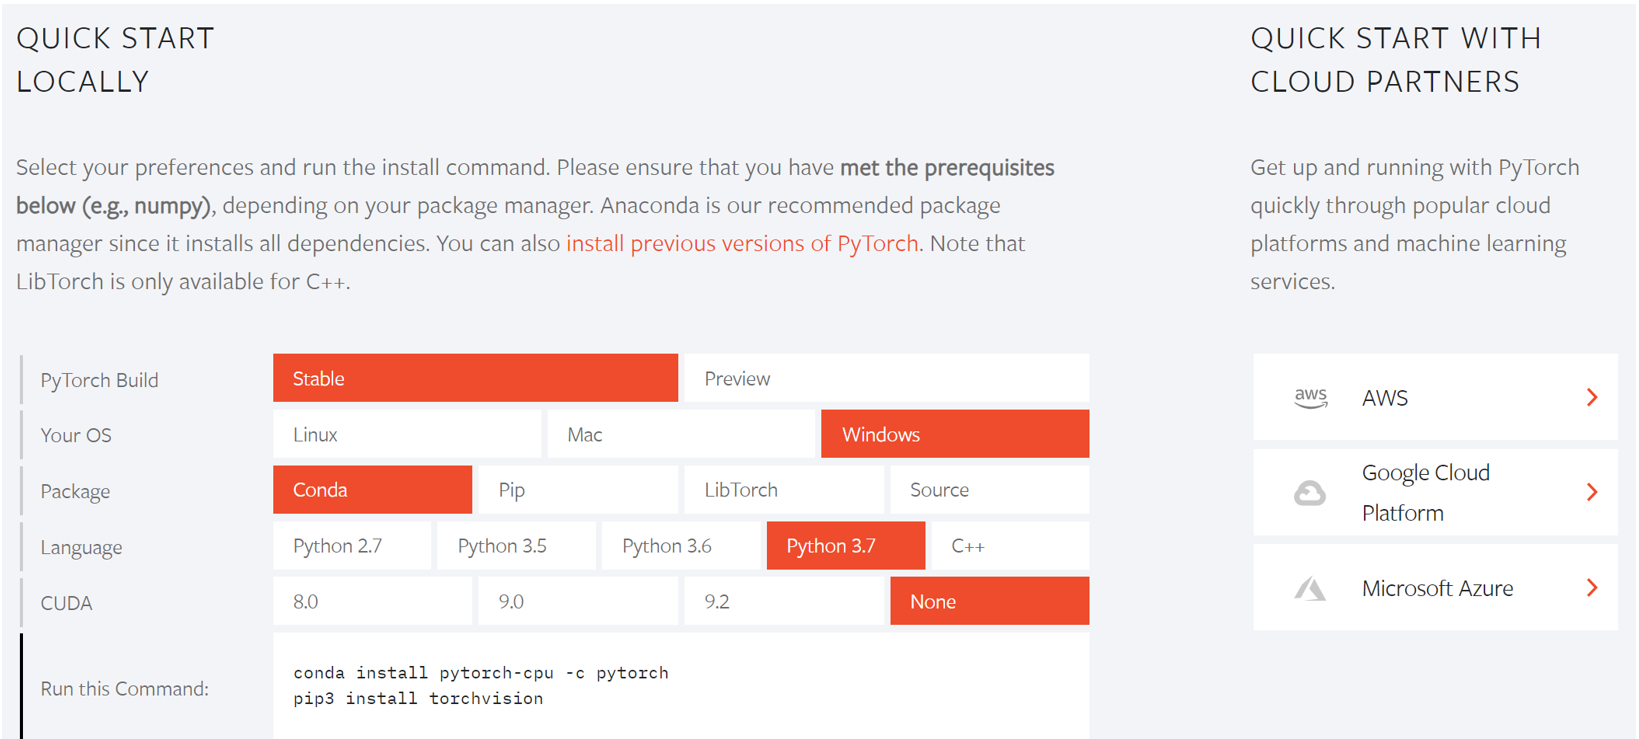 QUICK START
LOCALLY
Select your preferences and run the install command. Please ensure that you have met the prerequisites
below (e.g., numpy), depending on your package manager. Anaconda is our recommended package
manager since it installs all dependencies. You can also install previous versions of PyTorch. Note that
LibTorch is only available for C++.
PyTorch Build Stable Preview
Your OS Linux Mac Windows
Package Conda Pip LibTorch Source
Language Python 2.7 Python 3.5 Python 3.6 Python 3.7 C++
CUDA 8.0 9.0 9.2 None
Run this Command:
conda install pytorch-cpu -c pytorch
pip3 install torchvision
QUICK START WITH
CLOUD PARTNERS
Get up and running with PyTorch
quickly through popular cloud
platforms and machine learning
services.
aws AWS
Google Cloud
Platform
Microsoft Azure